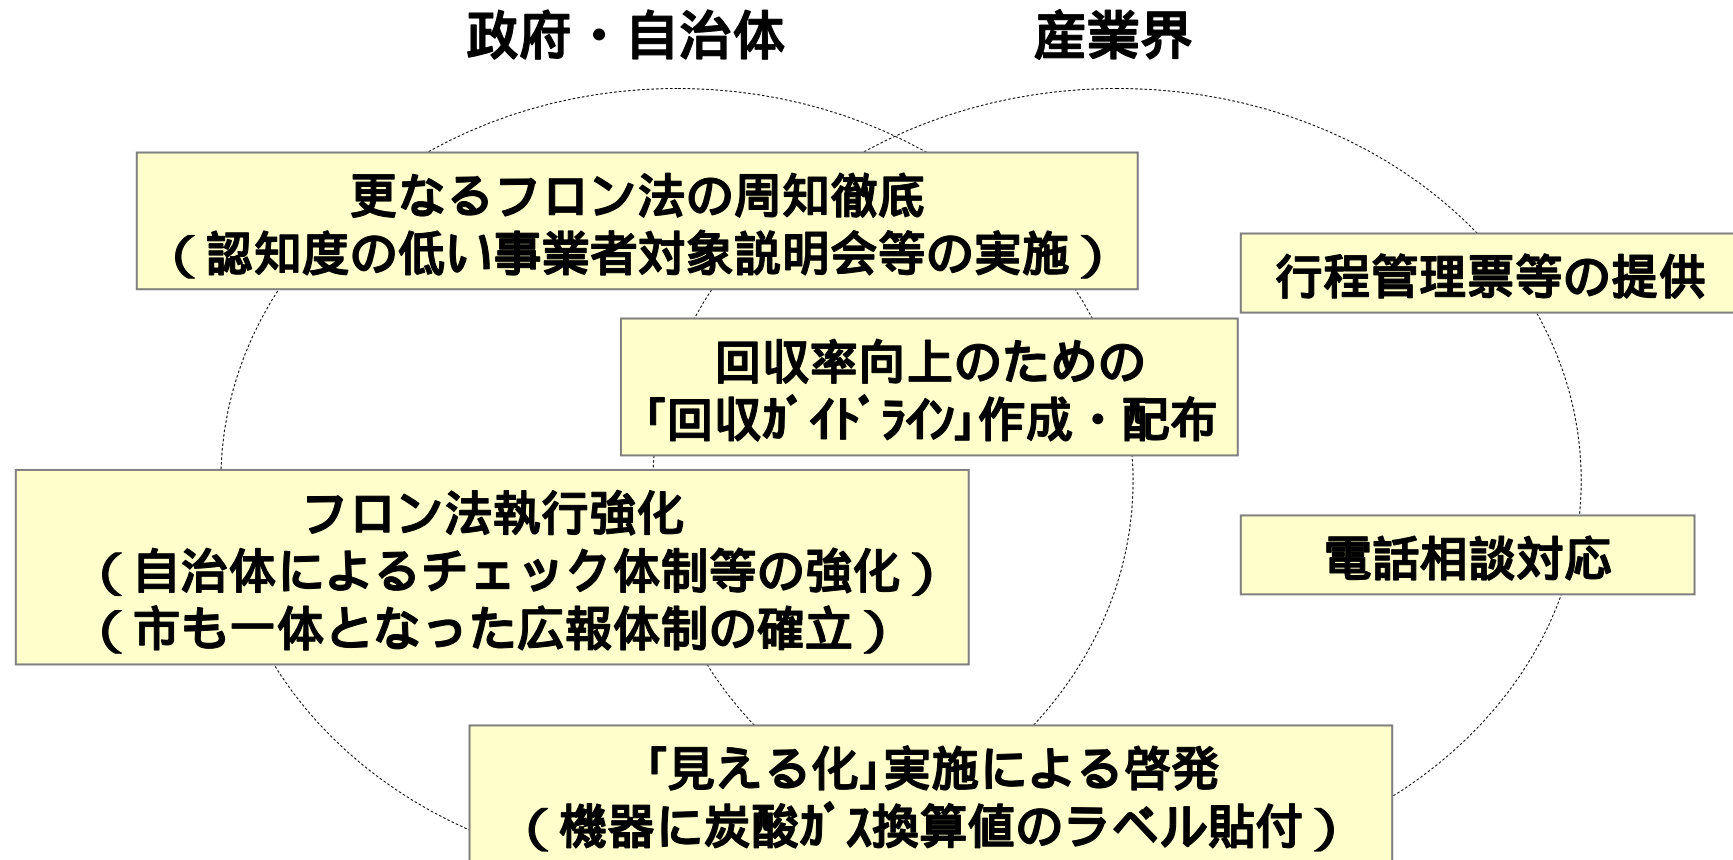 政府・自治体
産業界
更なるフロン法の周知徹底
（認知度の低い事業者対象説明会等の実施）
行程管理票等の提供
回収率向上のための
｢回収ｶﾞｲﾄﾞﾗｲﾝ｣作成・配布
フロン法執行強化
（自治体によるチェック体制等の強化）
（市も一体となった広報体制の確立）
電話相談対応
｢見える化｣実施による啓発
（機器に炭酸ｶﾞｽ換算値のラベル貼付）